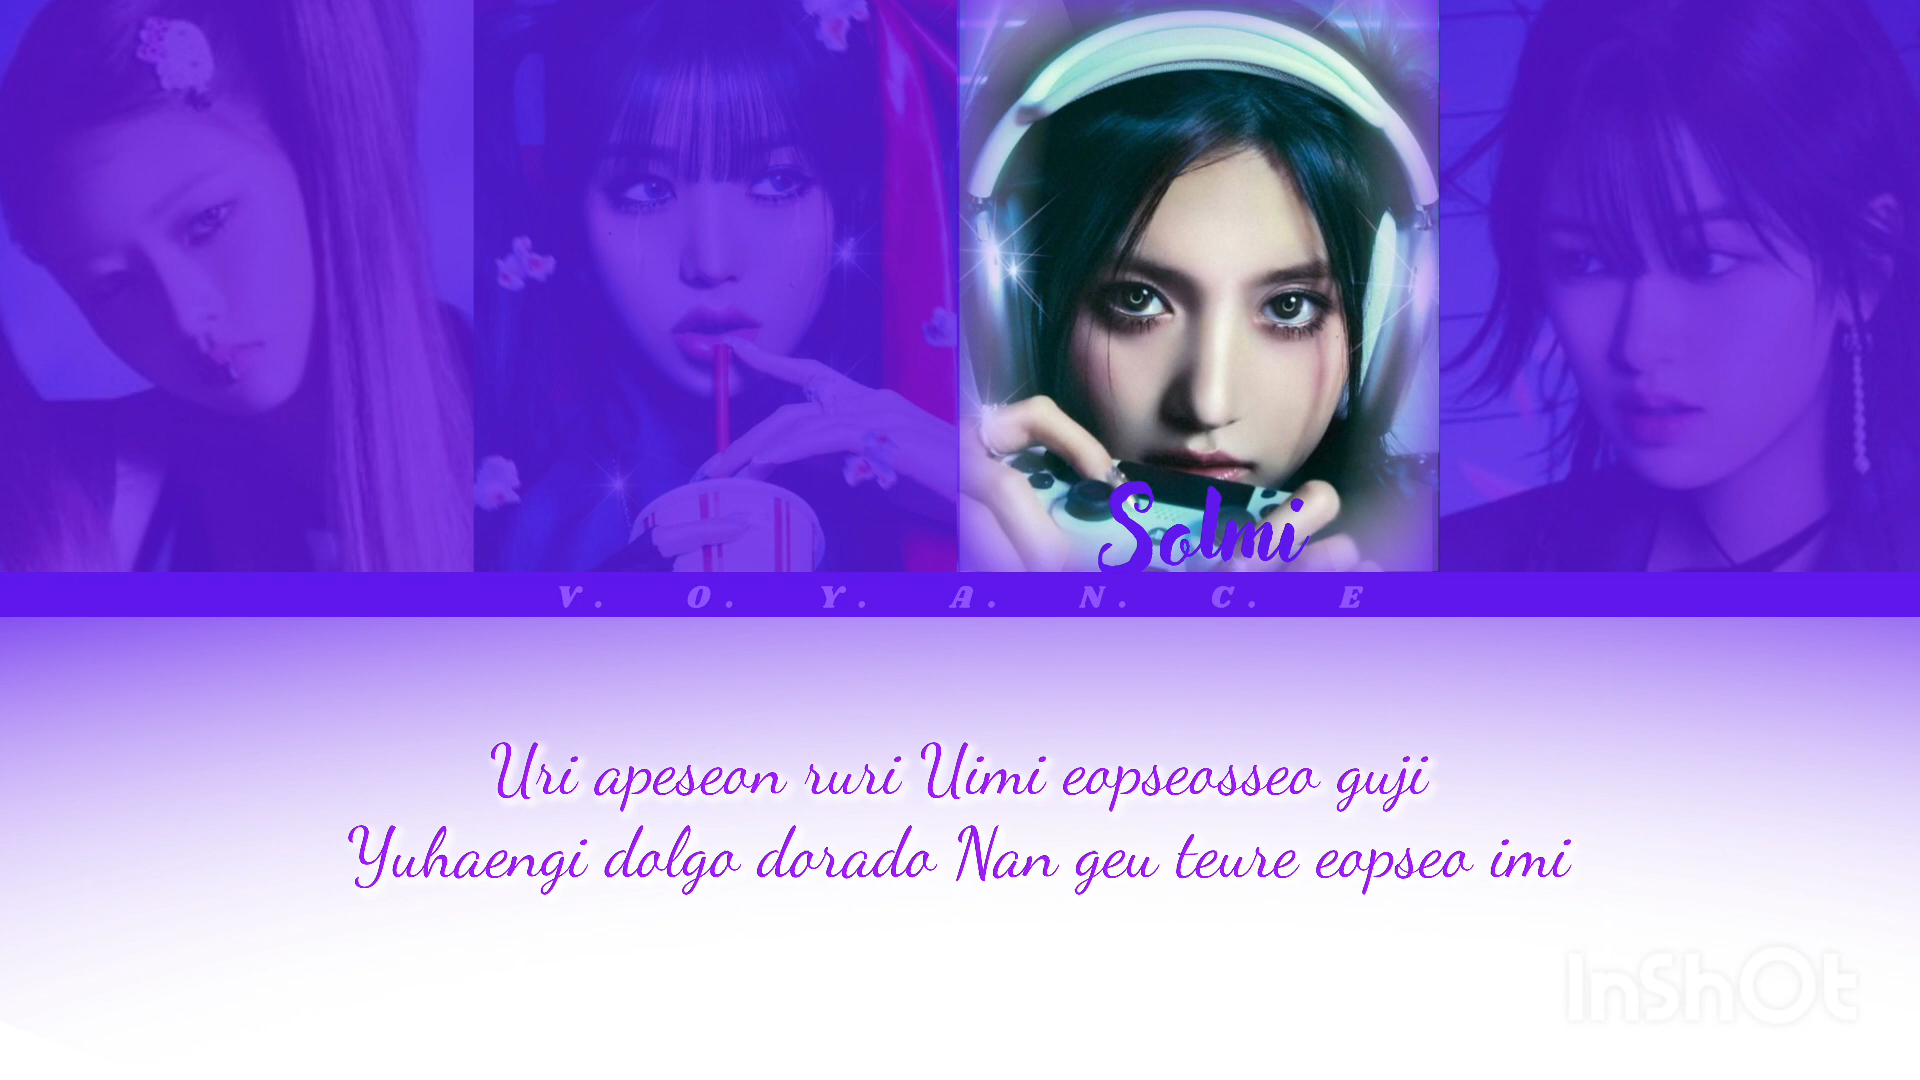 Solmi
V. O. Y. A. N. C. E
Uri apeseon ruri Uimi eopseosseo guji
Yuhaengi dolgo dorado Nan geu teure eopseo imi
InShOt